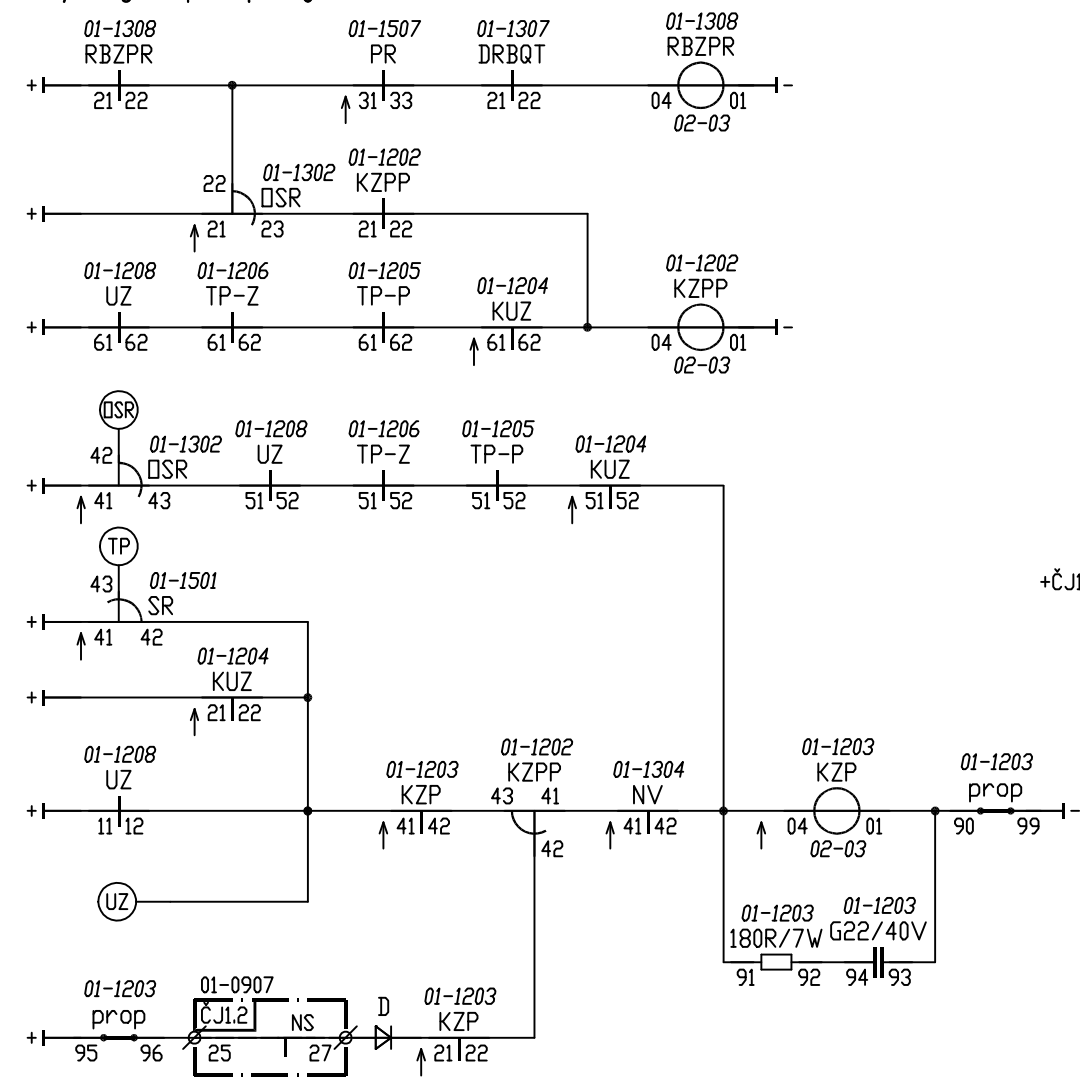 01-1308 01-1507 01-1307 01-1308
RBZPR PR DRBQT RBZPR
+ 21 22 31 33 21 22 04 01 -
02-03
01-1302 01-1202
22 OSR KZPP
+ 21 23 21 22
01-1208 01-1206 01-1205 01-1204 01-1202
UZ TP-Z TP-P KUZ KZPP
+ 61 62 61 62 61 62 61 62 04 01 -
02-03
OSR
42 01-1302 01-1208 01-1206 01-1205 01-1204
OSR UZ TP-Z TP-P KUZ
+ 41 43 51 52 51 52 51 52 51 52
TP
43 01-1501 +ČJ1
SR
+ 41 42
01-1204
KUZ
+ 21 22
01-1208 01-1203 01-1202 01-1304 01-1203 01-1203
UZ KZP KZPP NV KZP prop
43 41
+ 11 12 41 42 42 41 42 04 01 90 99 -
02-03
UZ
01-1203 01-1203
180R/7W G22/40V
91 92 94 93
01-1203 01-0907 01-1203
prop ČJ1.2 NS D KZP
+ 95 96 25 27 21 22